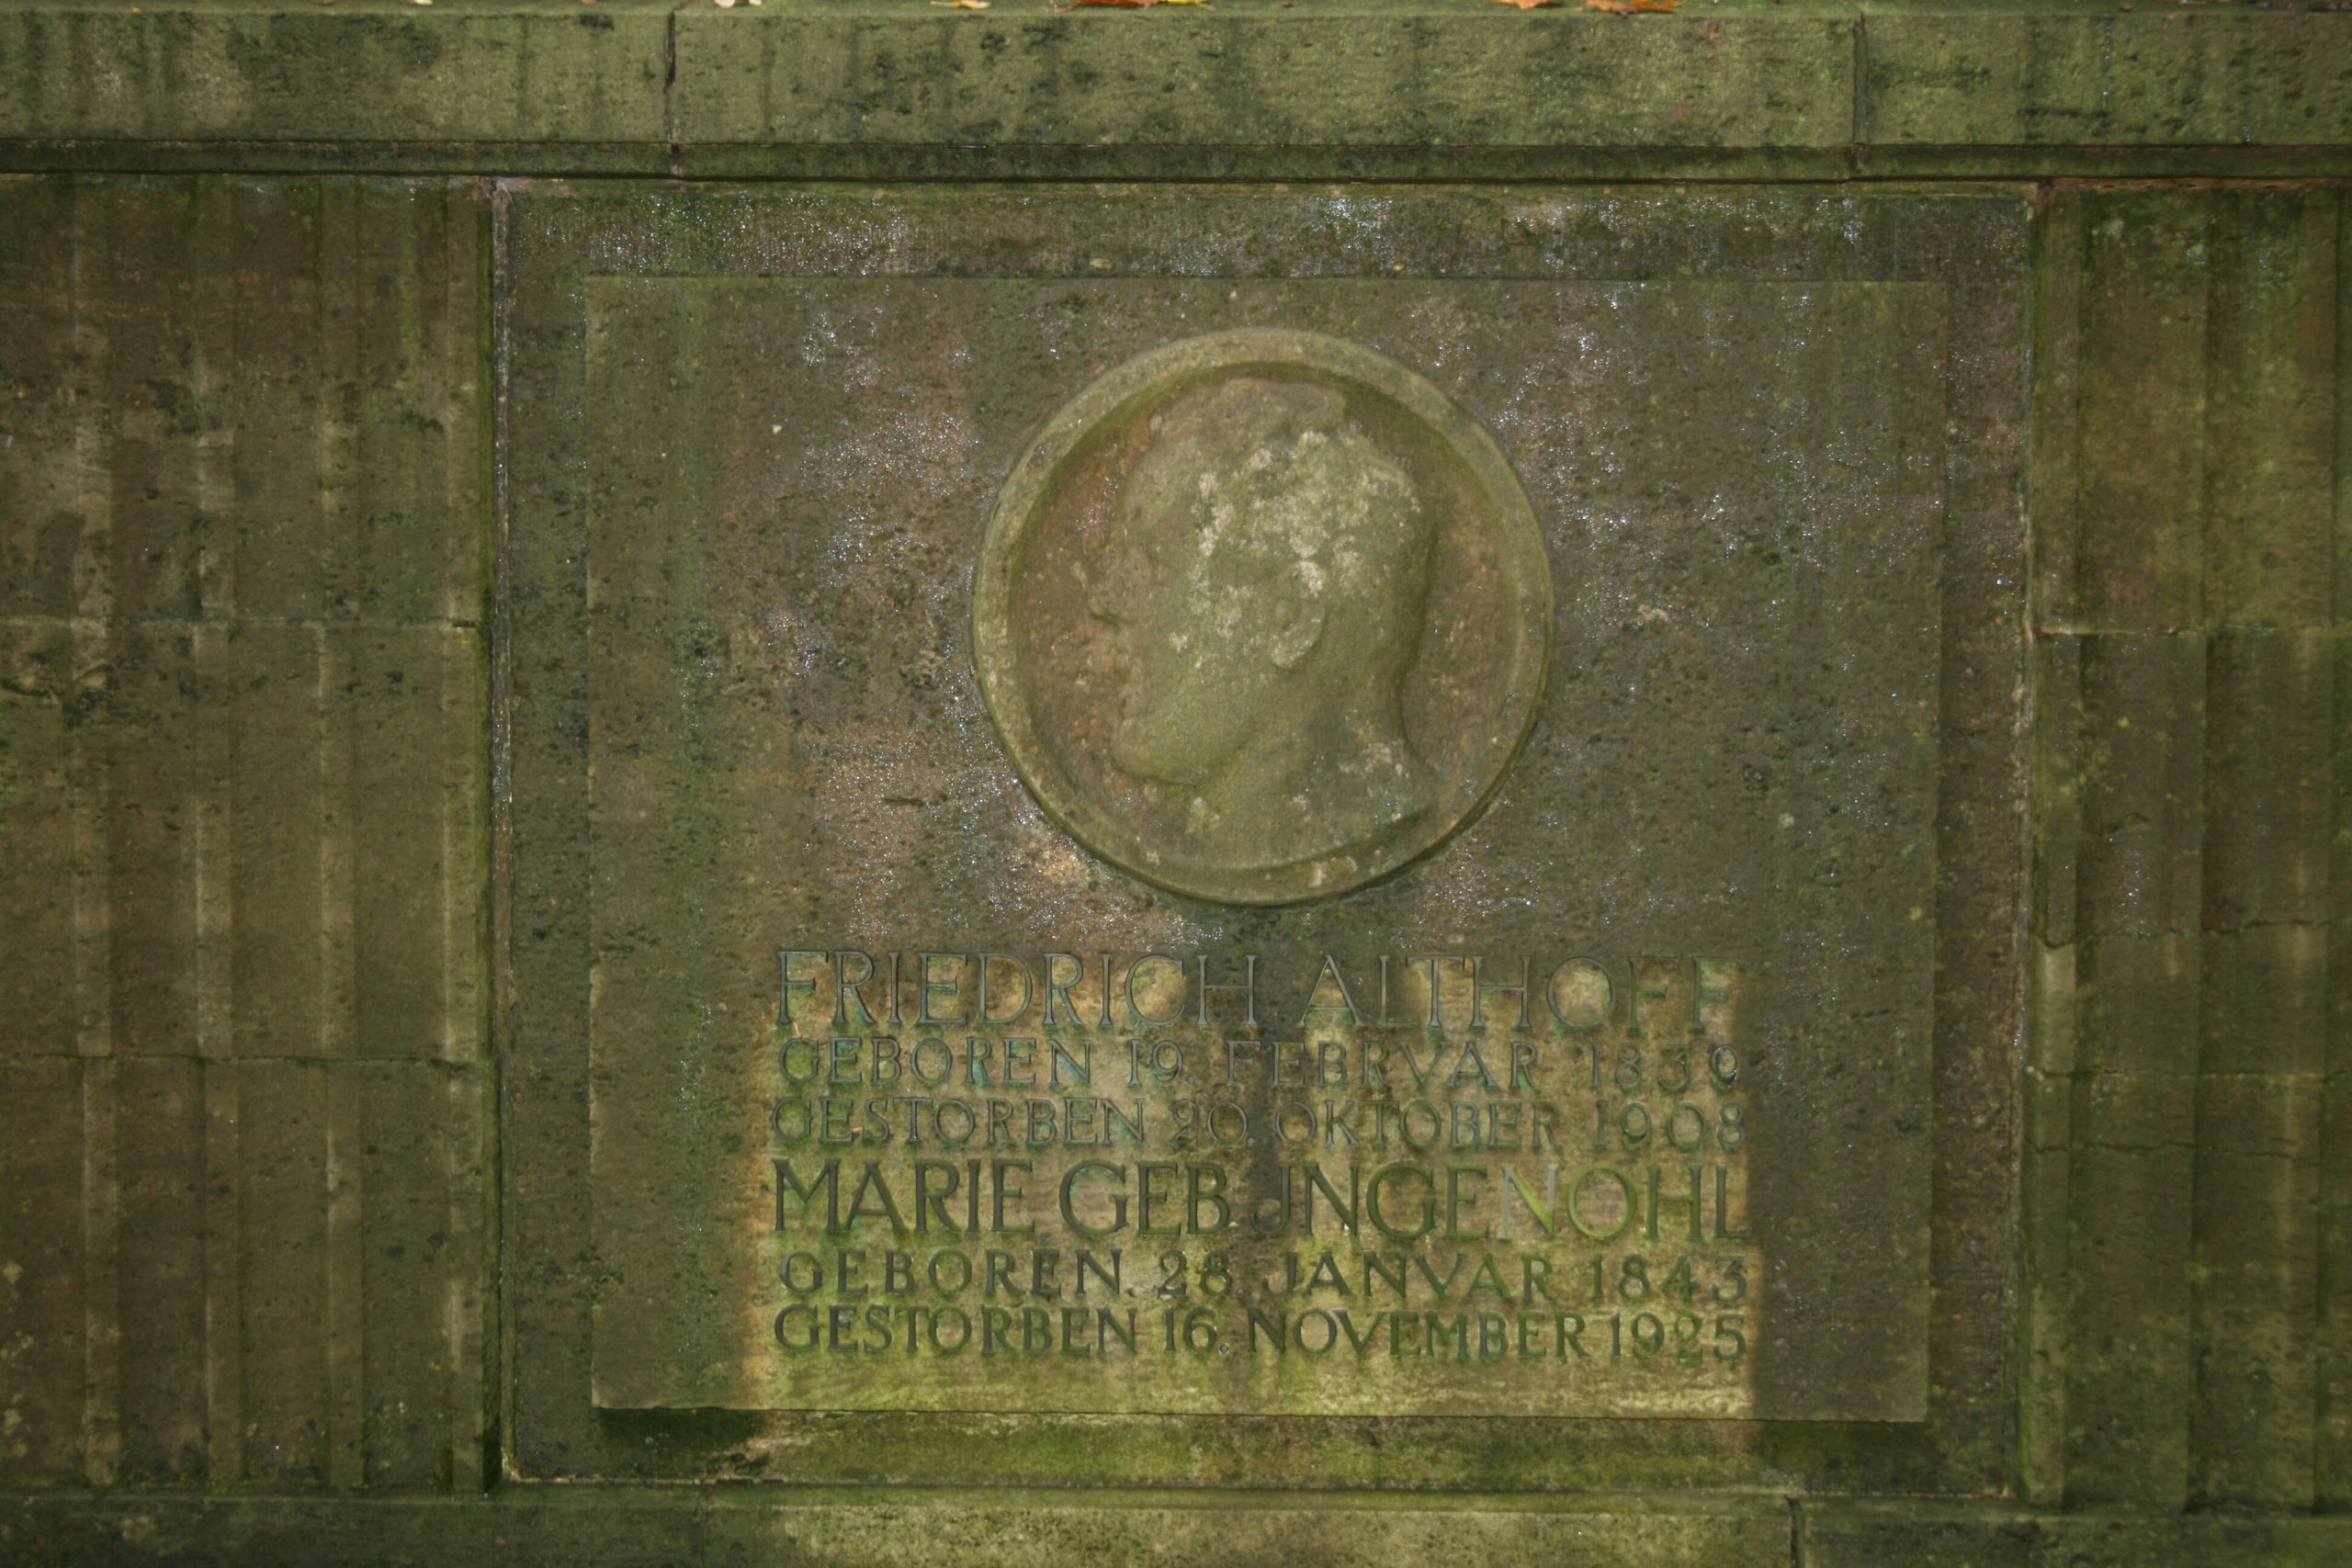 FRIEDRICH ALTHOFF
GEBOREN 19. FEBRVAR 1839
GESTORBEN 20. OKTOBER 1908
MARIE GEB. JNGENOHL
GEBOREN 28. JANVAR 1843
GESTORBEN 16. NOVEMBER 1925